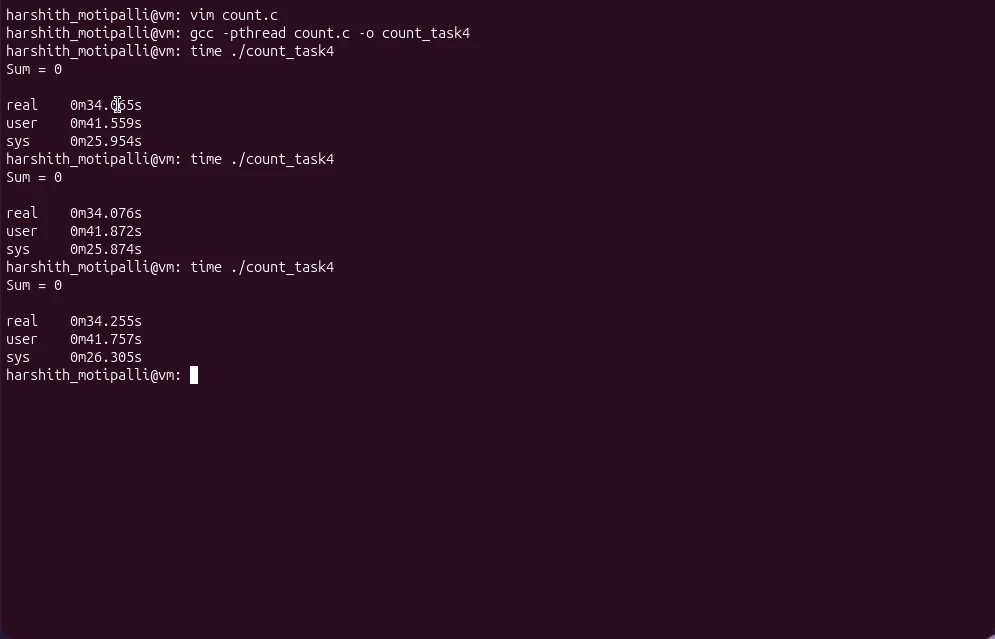 harshith_motipalli@vm: vim count.c
harshith_motipalli@vm: gcc -pthread count.c -o count_task4
harshith_motipalli@vm: time ./count_task4
Sum = 0
real 0m34.065s
user 0m41.559s
sys 0m25.954s
harshith_motipalli@vm: time ./count_task4
Sum = 0
real 0m34.076s
user 0m41.872s
sys 0m25.874s
harshith_motipalli@vm: time ./count_task4
Sum = 0
real 0m34.255s
user 0m41.757s
sys 0m26.305s
harshith_motipalli@vm: